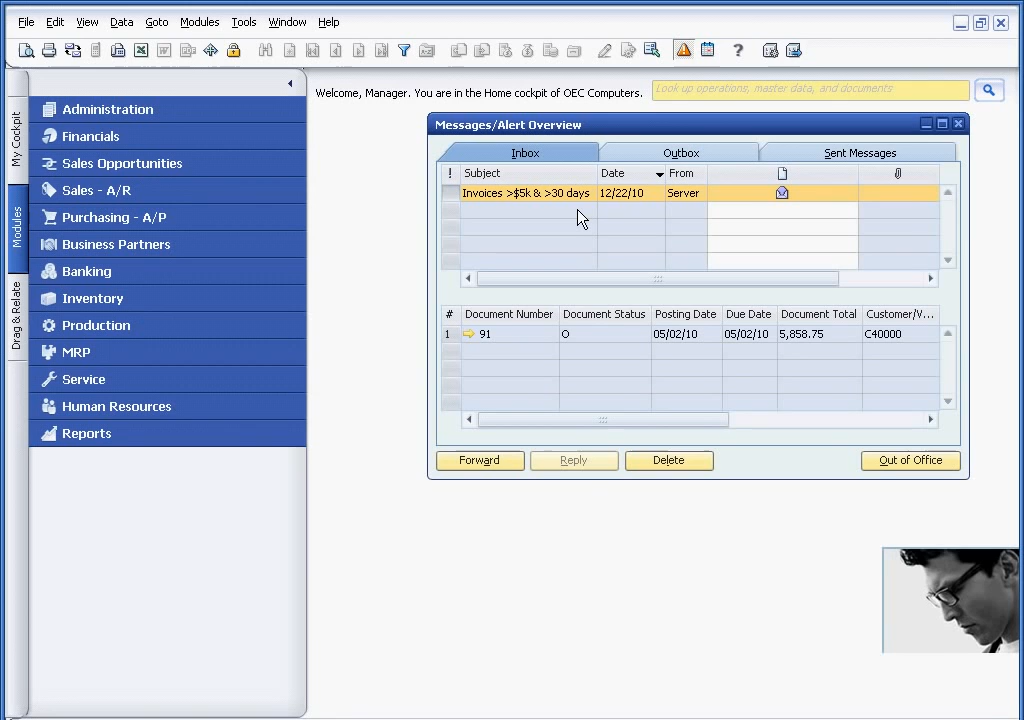 File Edit View Data Goto Modules Tools Window Help
Welcome, Manager. You are in the Home cockpit of OEC Computers.
Look up operations, master data, and documents
My Cockpit
Modules
Drag & Relate
Administration
Financials
Sales Opportunities
Sales - A/R
Purchasing - A/P
Business Partners
Banking
Inventory
Production
MRP
Service
Human Resources
Reports
Messages/Alert Overview
Inbox Outbox Sent Messages
! Subject Date From
Invoices >$5k & >30 days 12/22/10 Server
# Document Number Document Status Posting Date Due Date Document Total Customer/V...
1 91 O 05/02/10 05/02/10 5,858.75 C40000
Forward Reply Delete Out of Office